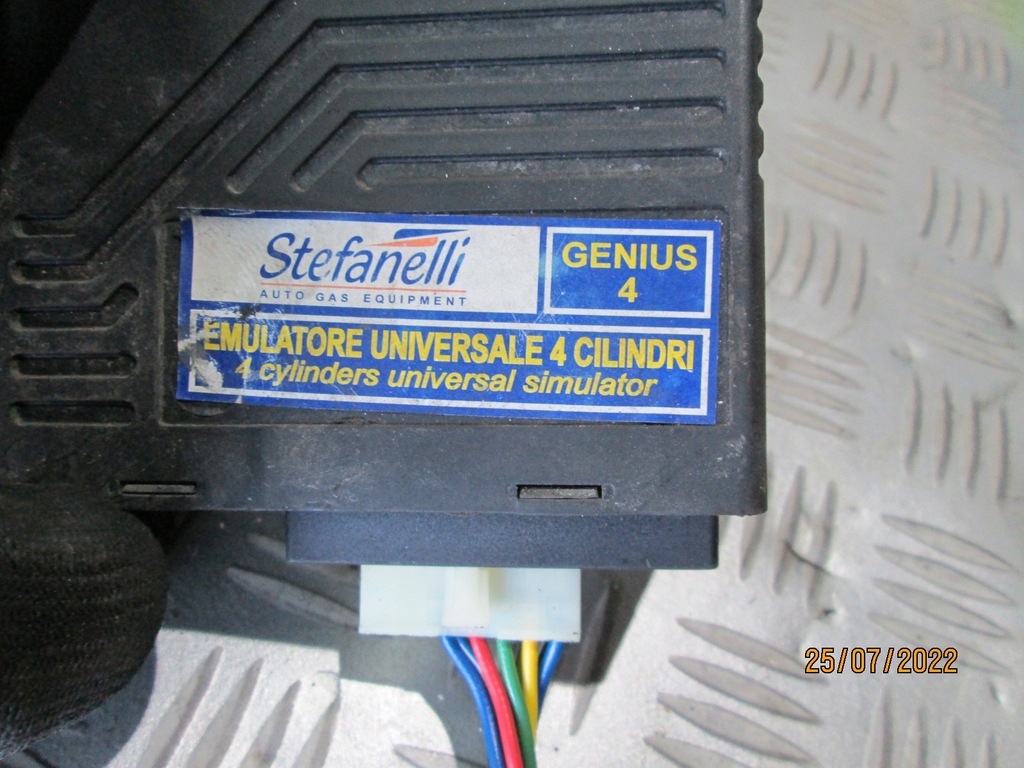 Stefanelli
AUTO GAS EQUIPMENT
GENIUS
4
EMULATORE UNIVERSALE 4 CILINDRI
4 cylinders universal simulator
25/07/2022